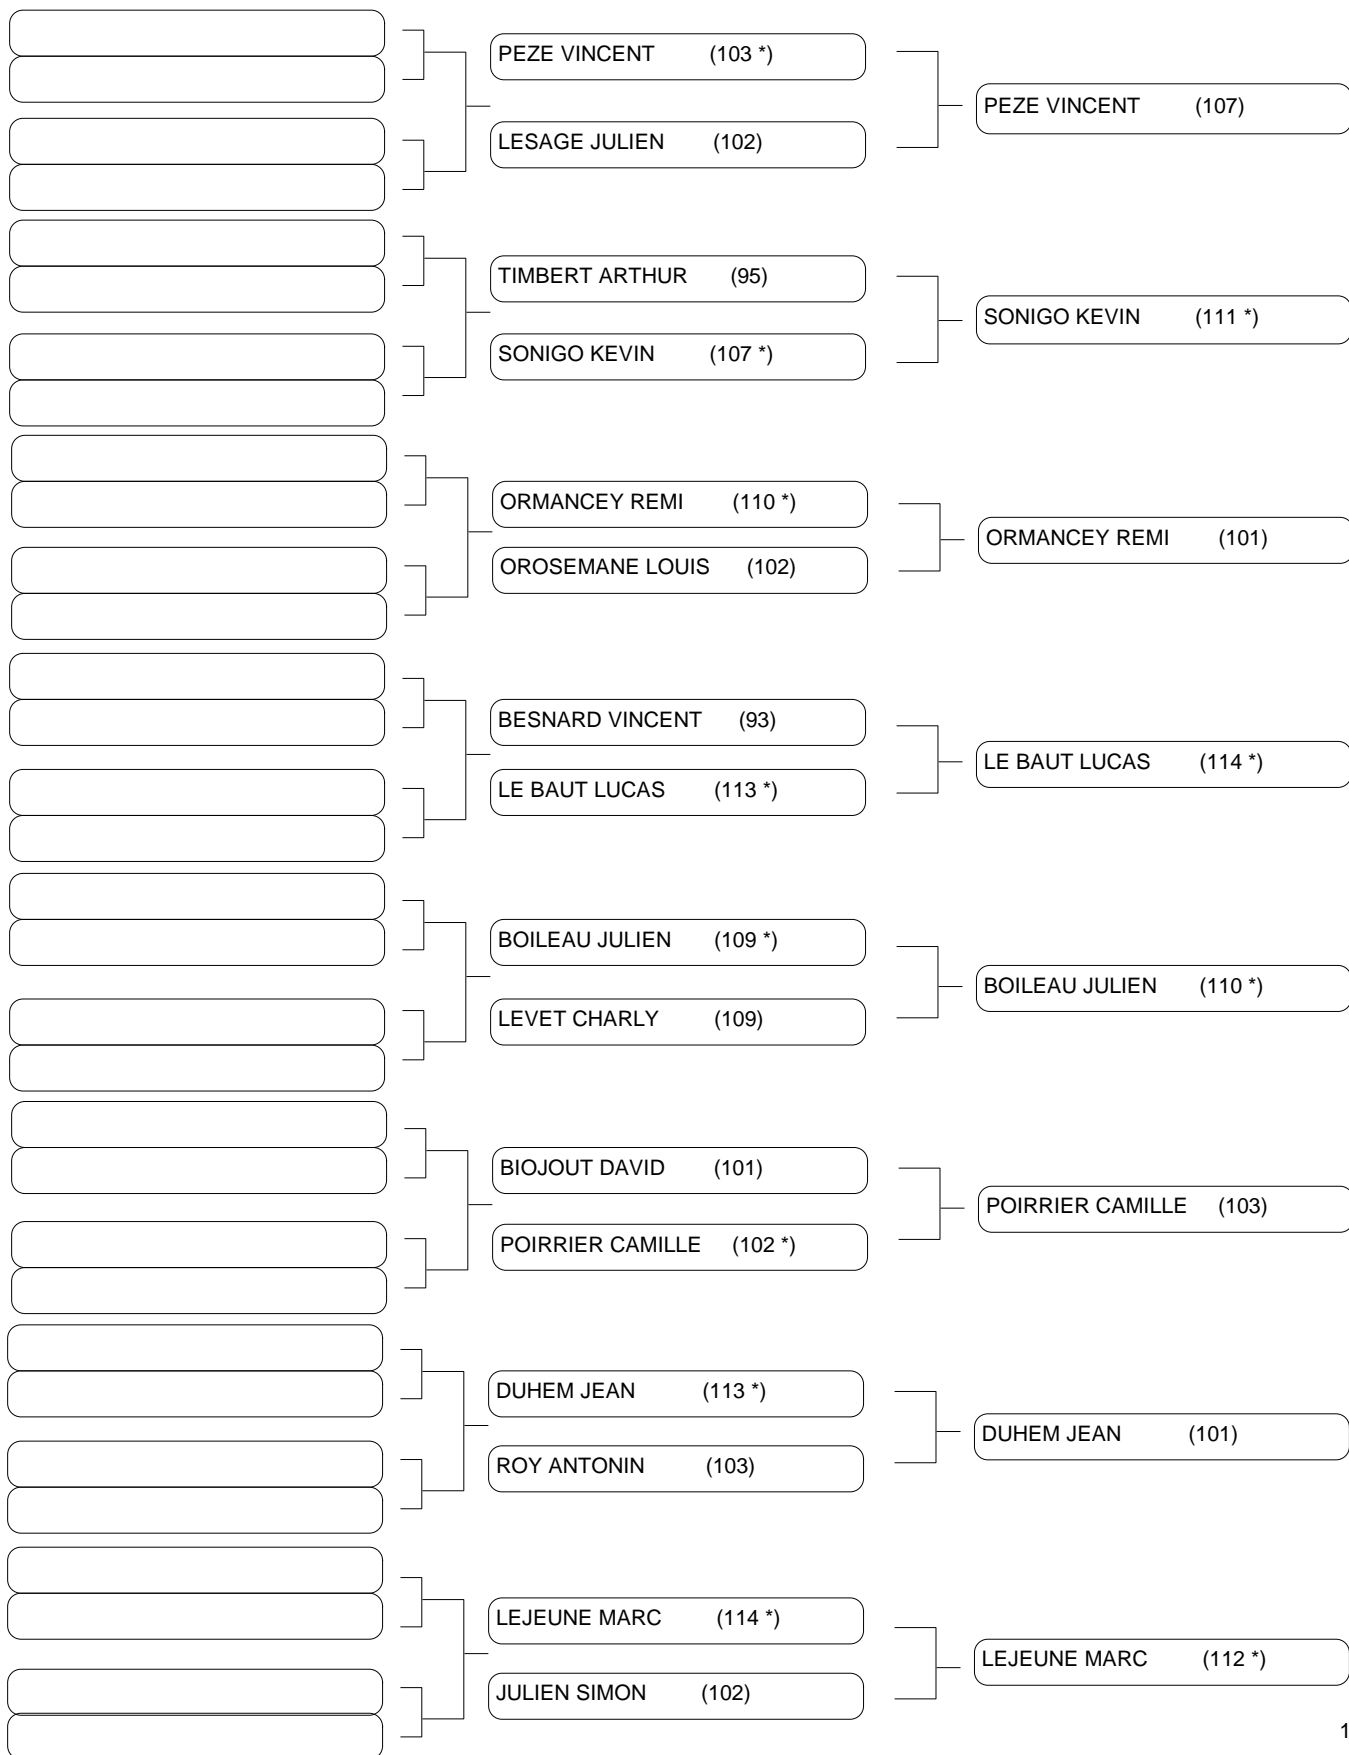 PEZE VINCENT (103 *)
LESAGE JULIEN (102)
PEZE VINCENT (107)
TIMBERT ARTHUR (95)
SONIGO KEVIN (107 *)
SONIGO KEVIN (111 *)
ORMANCEY REMI (110 *)
OROSEMANE LOUIS (102)
ORMANCEY REMI (101)
BESNARD VINCENT (93)
LE BAUT LUCAS (113 *)
LE BAUT LUCAS (114 *)
BOILEAU JULIEN (109 *)
LEVET CHARLY (109)
BOILEAU JULIEN (110 *)
BIOJOUT DAVID (101)
POIRRIER CAMILLE (102 *)
POIRRIER CAMILLE (103)
DUHEM JEAN (113 *)
ROY ANTONIN (103)
DUHEM JEAN (101)
LEJEUNE MARC (114 *)
JULIEN SIMON (102)
LEJEUNE MARC (112 *)
1